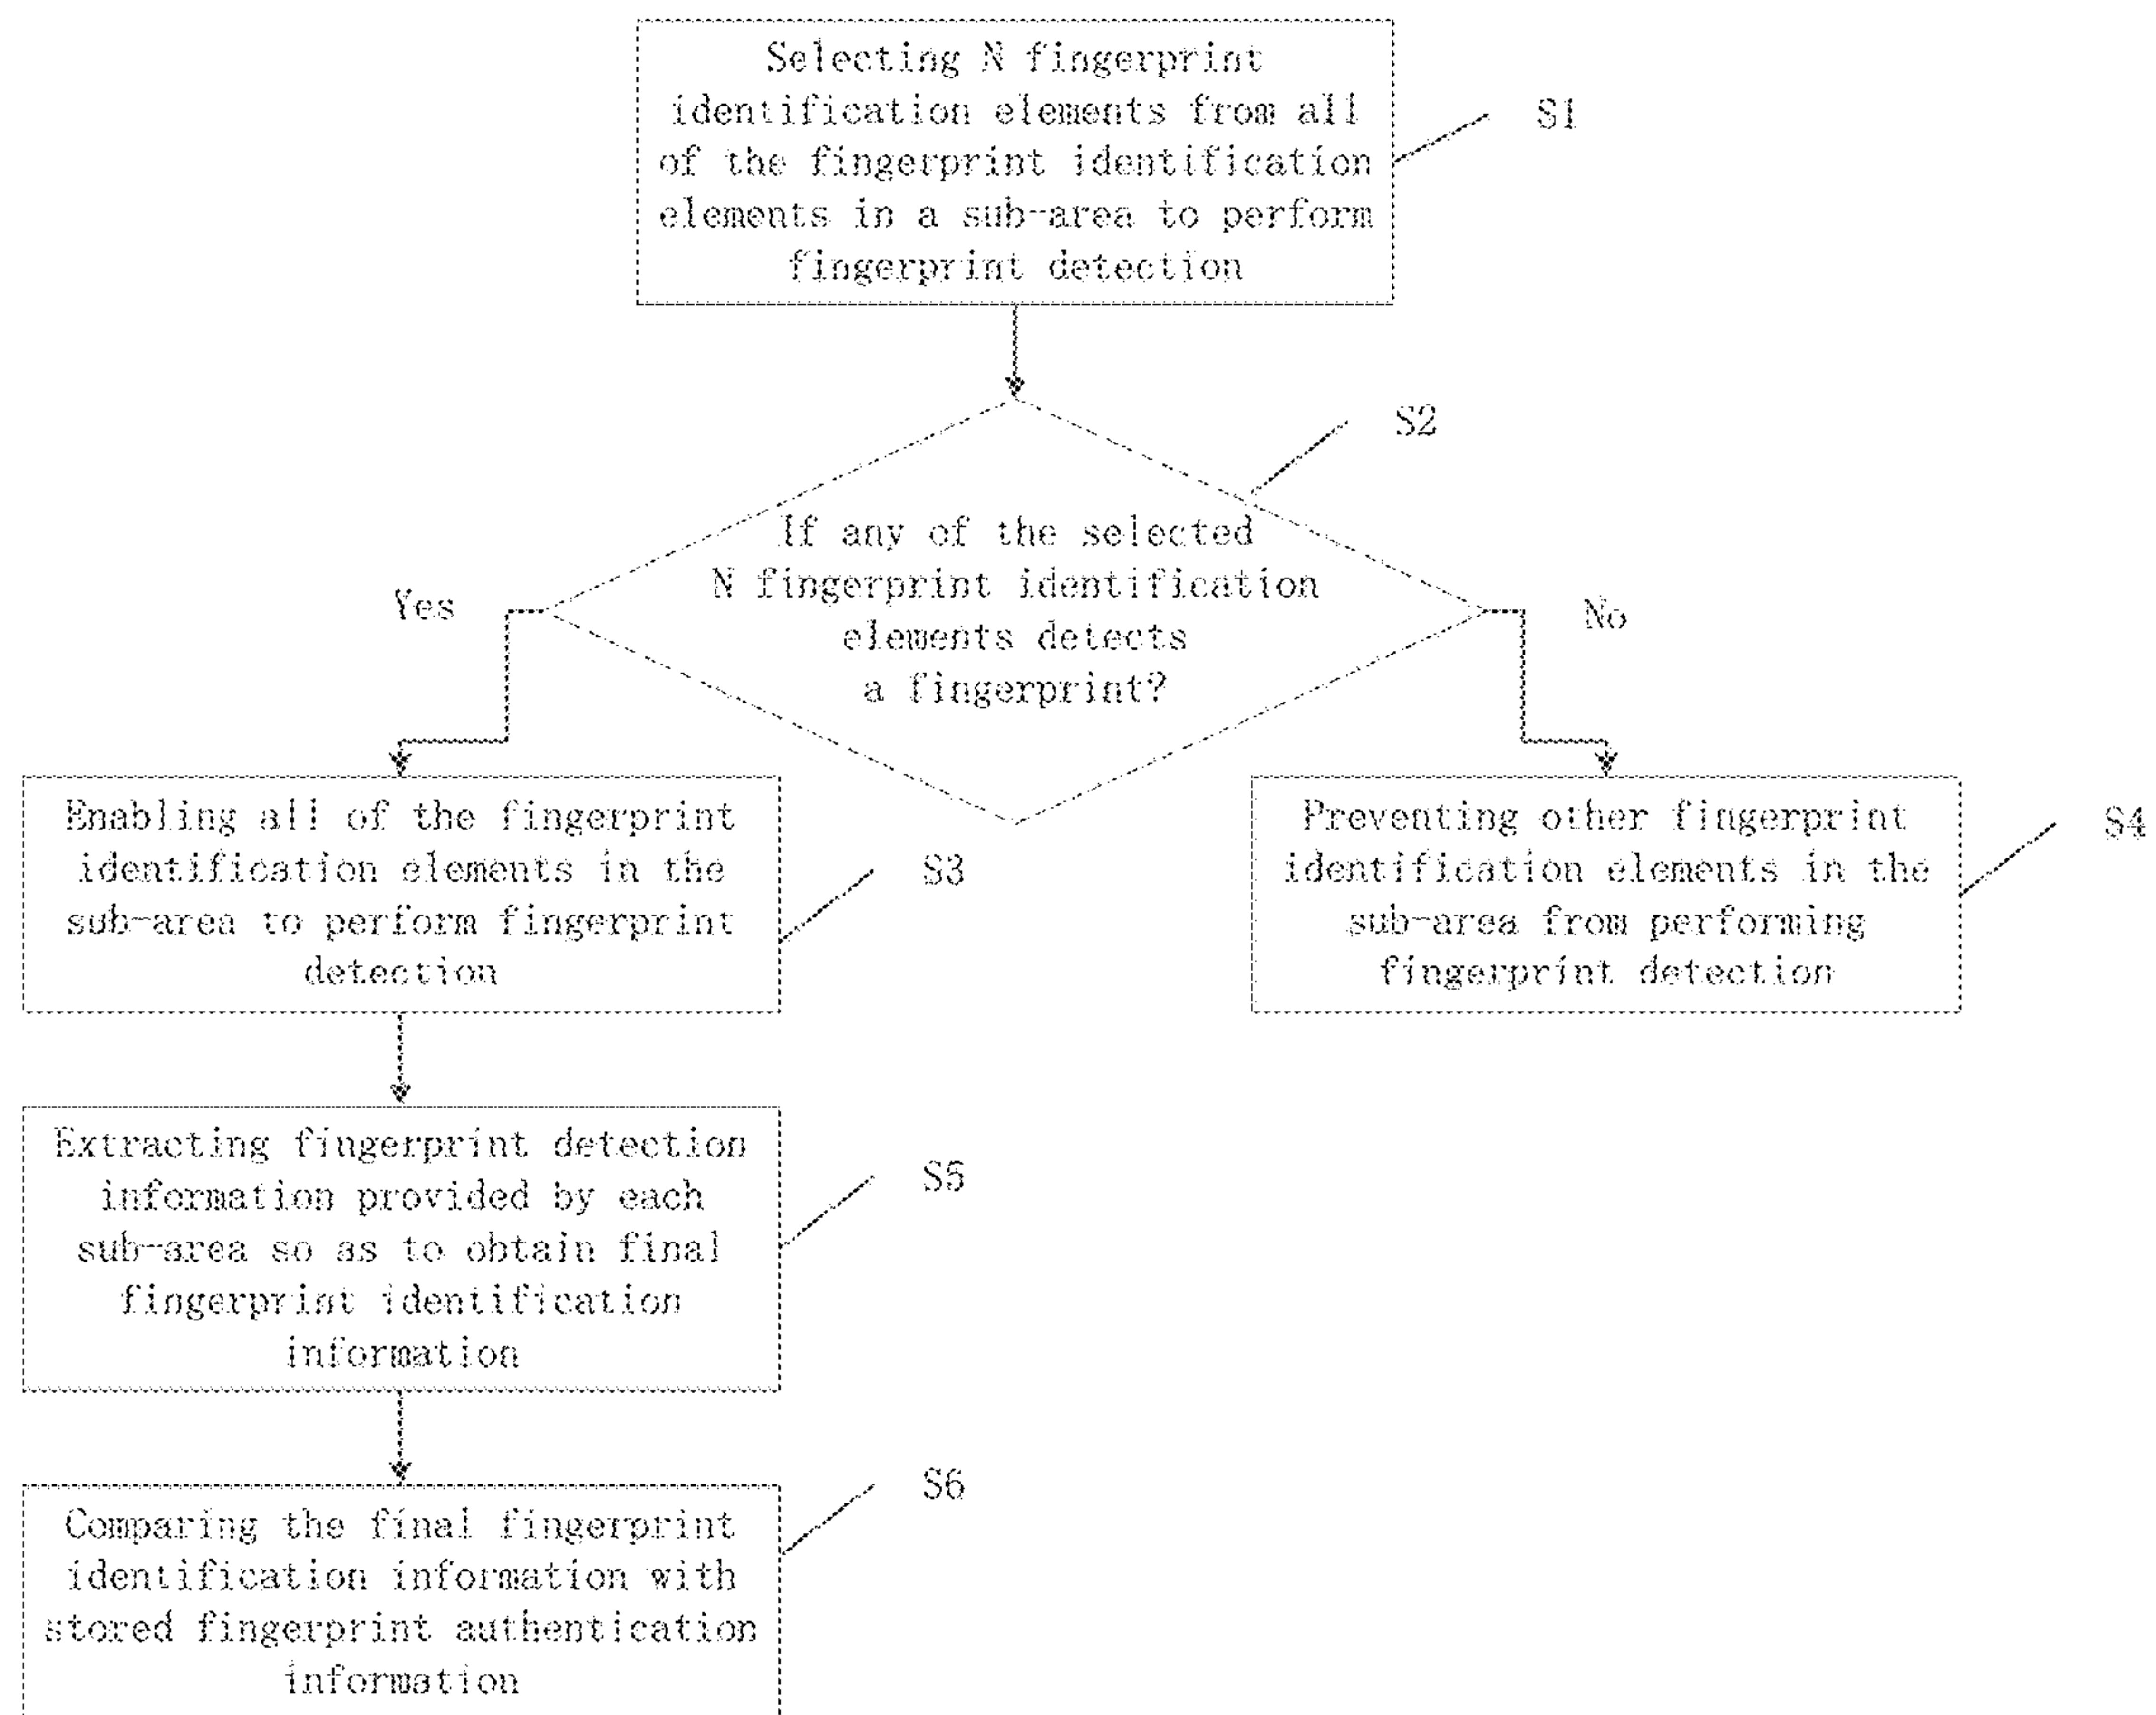 Selecting N fingerprint
identification elements from all
of the fingerprint identification
elements in a sub-area to perform
fingerprint detection
S1
S2
If any of the selected
N fingerprint identification
elements detects
a fingerprint?
Yes
No
Enabling all of the fingerprint
identification elements in the
sub-area to perform fingerprint
detection
S3
Preventing other fingerprint
identification elements in the
sub-area from performing
fingerprint detection
S4
Extracting fingerprint detection
information provided by each
sub-area so as to obtain final
fingerprint identification
information
S5
Comparing the final fingerprint
identification information with
stored fingerprint authentication
information
S6